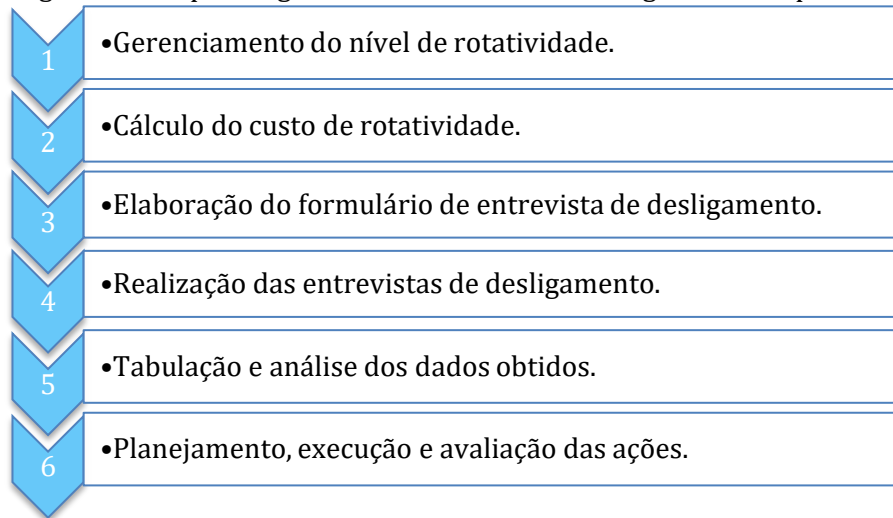 1
•Gerenciamento do nível de rotatividade.
2
•Cálculo do custo de rotatividade.
3
•Elaboração do formulário de entrevista de desligamento.
4
•Realização das entrevistas de desligamento.
5
•Tabulação e análise dos dados obtidos.
6
•Planejamento, execução e avaliação das ações.